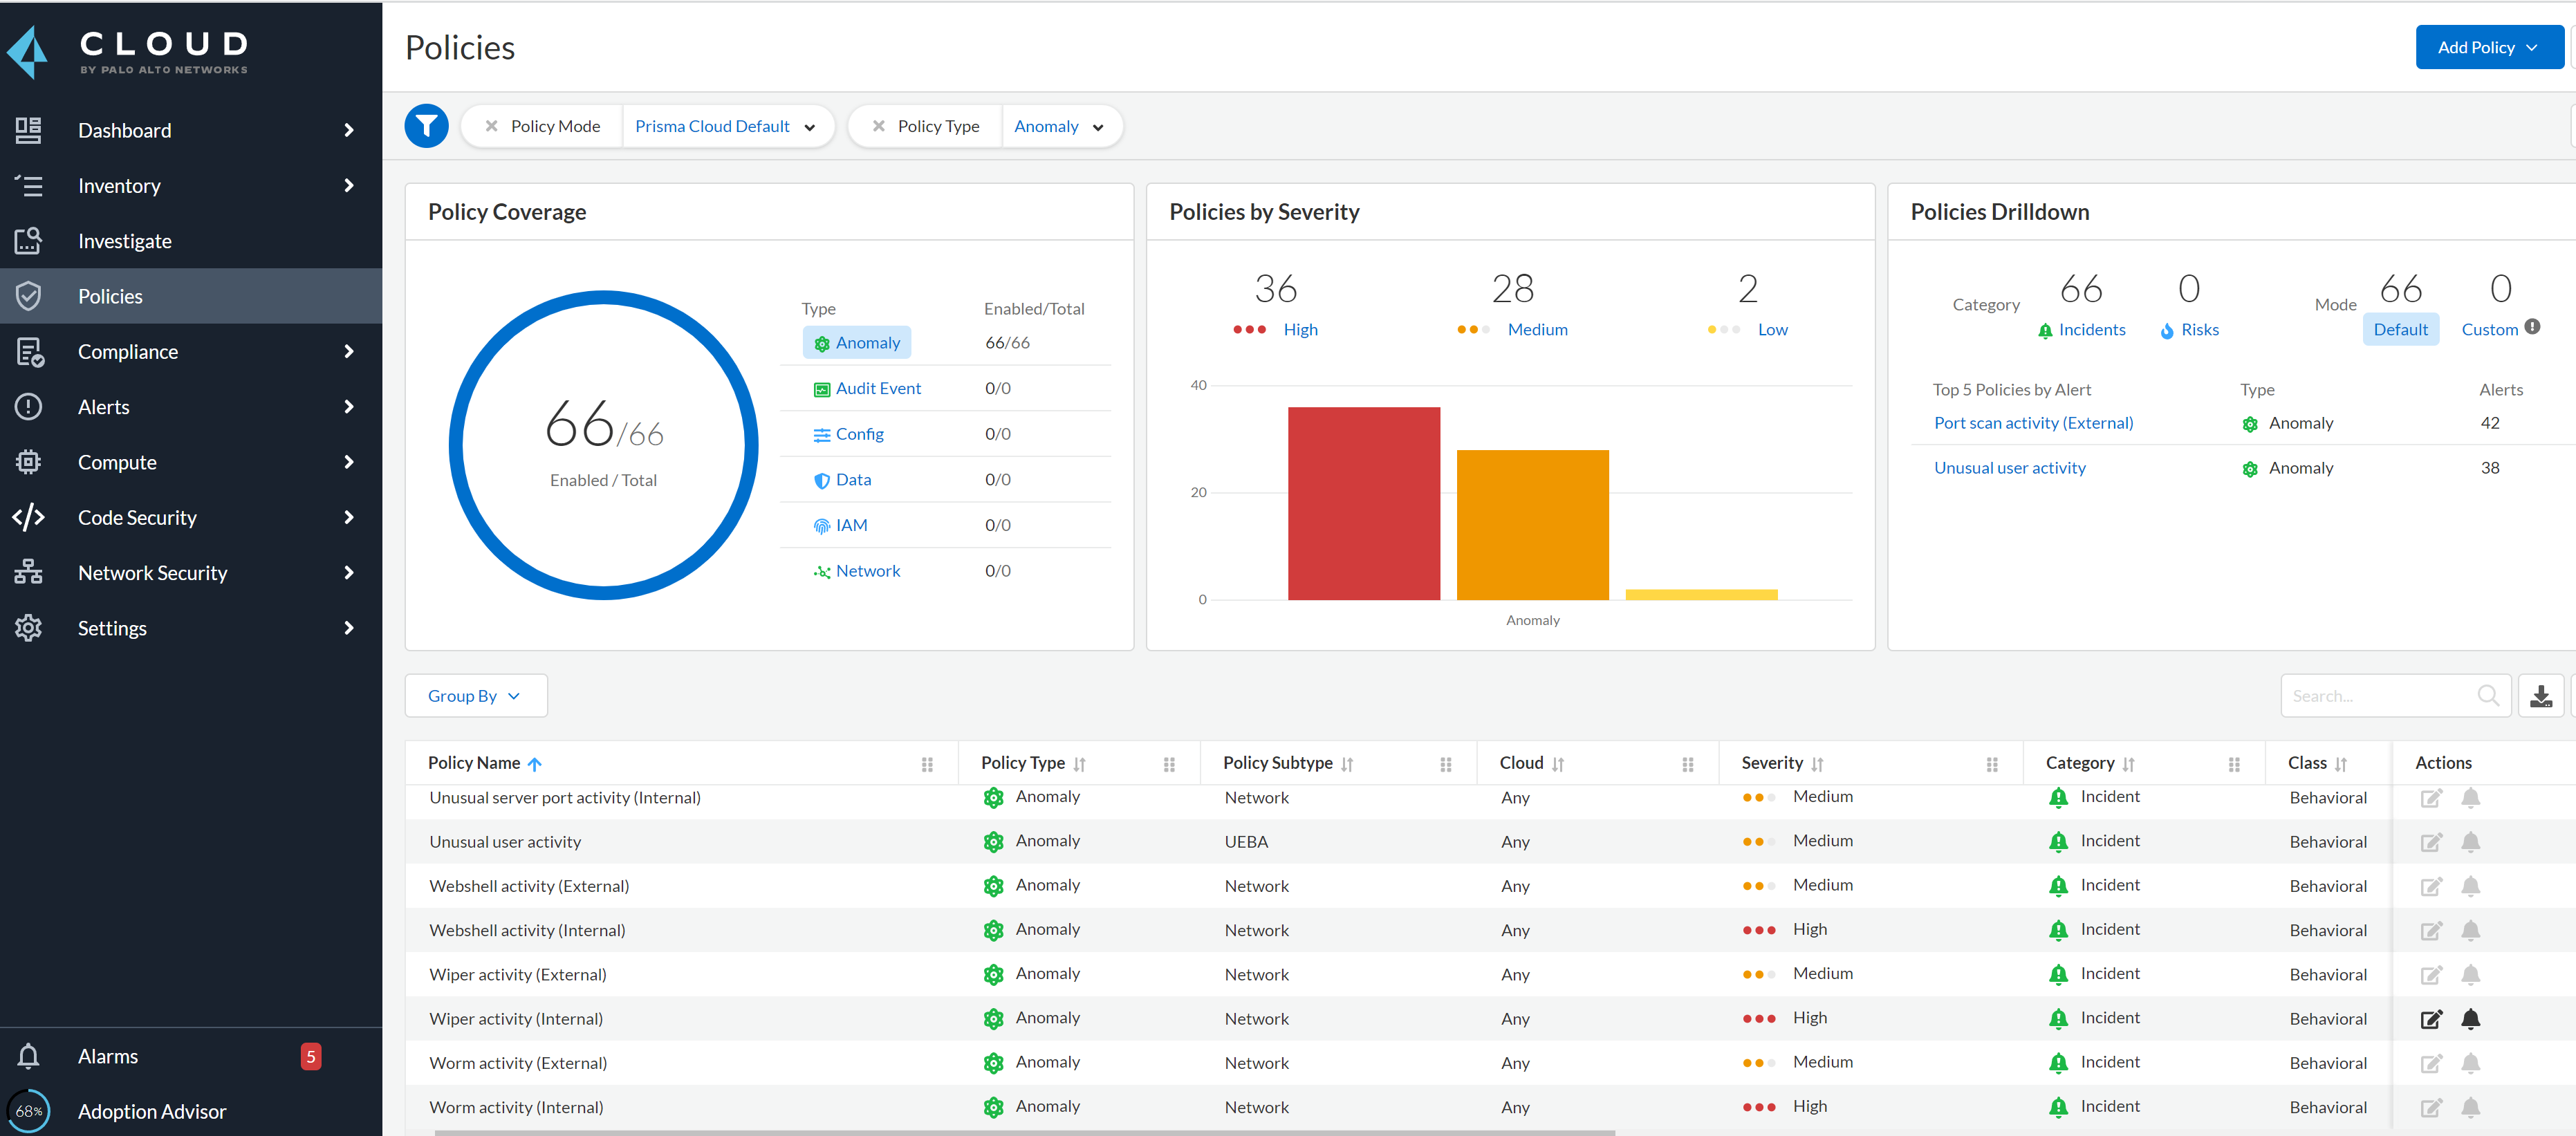 CLOUD
BY PALO ALTO NETWORKS
Dashboard
Inventory
Investigate
Policies
Compliance
Alerts
Compute
Code Security
Network Security
Settings
Alarms 5
68% Adoption Advisor
Policies
Add Policy
Policy Mode Prisma Cloud Default Policy Type Anomaly
Policy Coverage
66/66
Enabled / Total
Type Enabled/Total
Anomaly 66/66
Audit Event 0/0
Config 0/0
Data 0/0
IAM 0/0
Network 0/0
Policies by Severity
36 28 2
High Medium Low
40
20
0
Anomaly
Policies Drilldown
Category 66 0 Mode 66 0
Incidents Risks Default Custom
Top 5 Policies by Alert Type Alerts
Port scan activity (External) Anomaly 42
Unusual user activity Anomaly 38
Group By
Search...
Policy Name Policy Type Policy Subtype Cloud Severity Category Class Actions
Unusual server port activity (Internal) Anomaly Network Any Medium Incident Behavioral
Unusual user activity Anomaly UEBA Any Medium Incident Behavioral
Webshell activity (External) Anomaly Network Any Medium Incident Behavioral
Webshell activity (Internal) Anomaly Network Any High Incident Behavioral
Wiper activity (External) Anomaly Network Any Medium Incident Behavioral
Wiper activity (Internal) Anomaly Network Any High Incident Behavioral
Worm activity (External) Anomaly Network Any Medium Incident Behavioral
Worm activity (Internal) Anomaly Network Any High Incident Behavioral